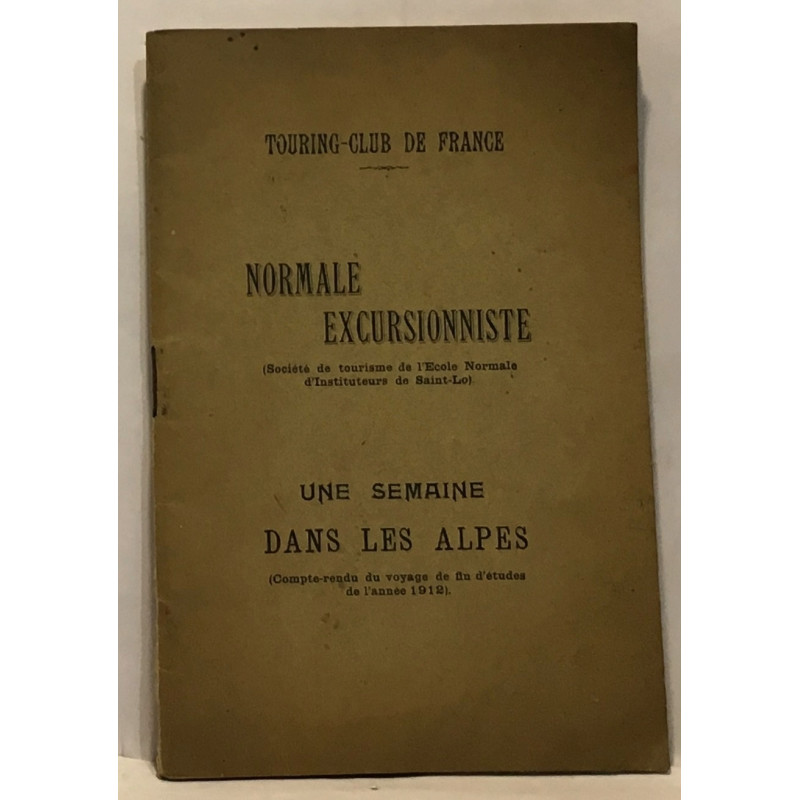 TOURING-CLUB DE FRANCE
NORMALE
EXCURSIONNISTE
(Société de tourisme de l'Ecole Normale
d'Instituteurs de Saint-Lo).
UNE SEMAINE
DANS LES ALPES
(Compte-rendu du voyage de fin d'études
de l'année 1912).